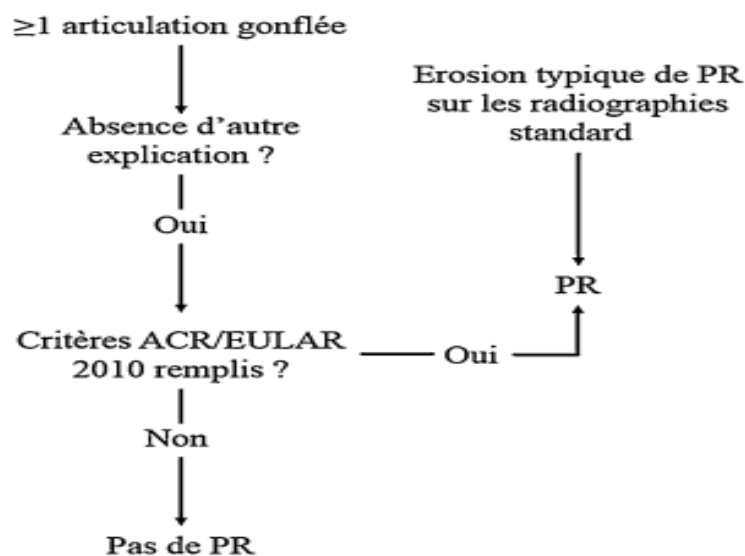 ≥1 articulation gonflée
Absence d'autre
explication ?
Oui
Critères ACR/EULAR
2010 remplis ?
Oui
Non
Pas de PR
Erosion typique de PR
sur les radiographies
standard
PR